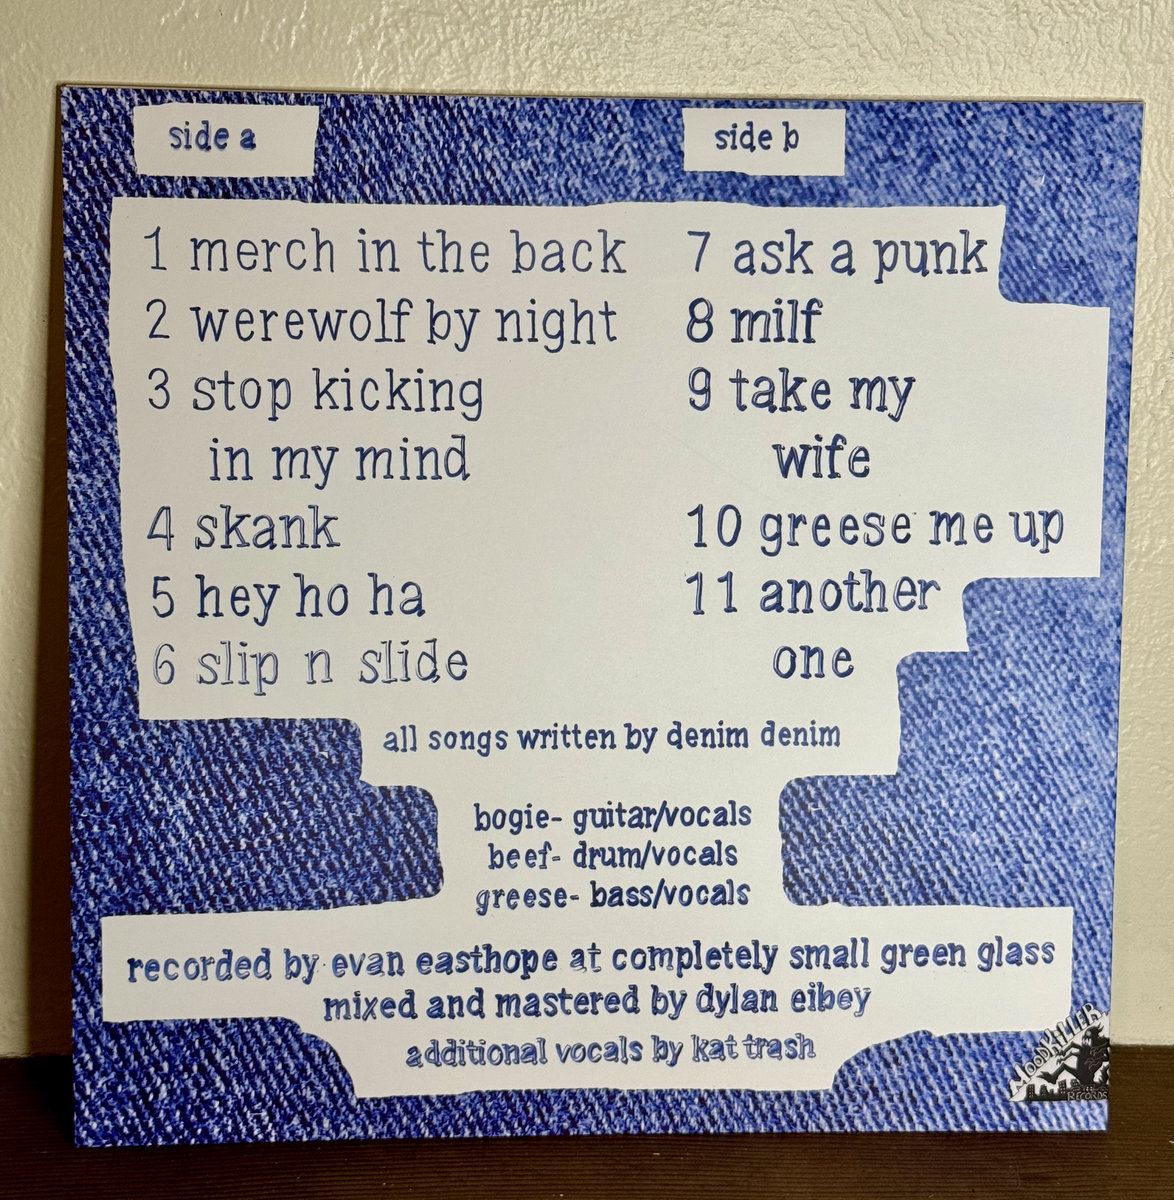 side a
1 merch in the back
2 werewolf by night
3 stop kicking
in my mind
4 skank
5 hey ho ha
6 slip n slide
side b
7 ask a punk
8 milf
9 take my
wife
10 greese me up
11 another
one
all songs written by denim denim
bogie- guitar/vocals
beef- drum/vocals
greese- bass/vocals
recorded by evan easthope at completely small green glass
mixed and mastered by dylan eibey
additional vocals by kat trash
MOODKILLER
RECORDS